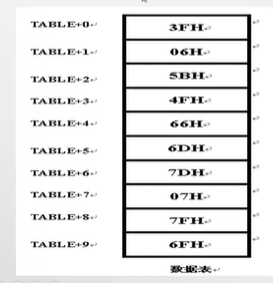 TABLE+0 3FH
TABLE+1 06H
TABLE+2 5BH
TABLE+3 4FH
TABLE+4 66H
TABLE+5 6DH
TABLE+6 7DH
TABLE+7 07H
TABLE+8 7FH
TABLE+9 6FH
数据表